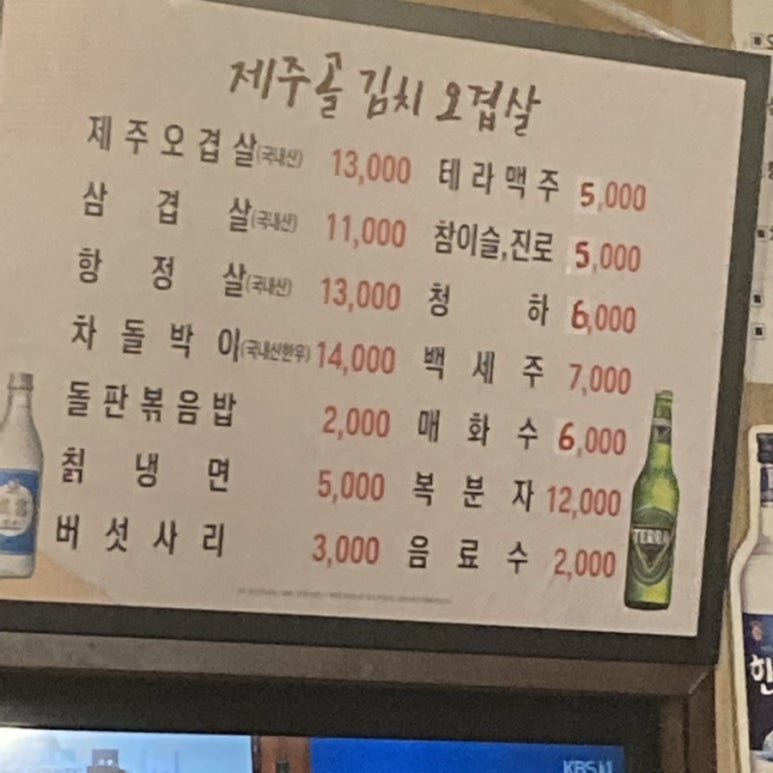 제주골 김치 오겹살
제주오겹살(국내산) 13,000
삼겹살(국내산) 11,000
항정살(국내산) 13,000
차돌박이(국내산한우) 14,000
돌판볶음밥 2,000
칡냉면 5,000
버섯사리 3,000
테라맥주 5,000
참이슬,진로 5,000
청하 6,000
백세주 7,000
매화수 6,000
복분자 12,000
음료수 2,000
TERRA
KBS1